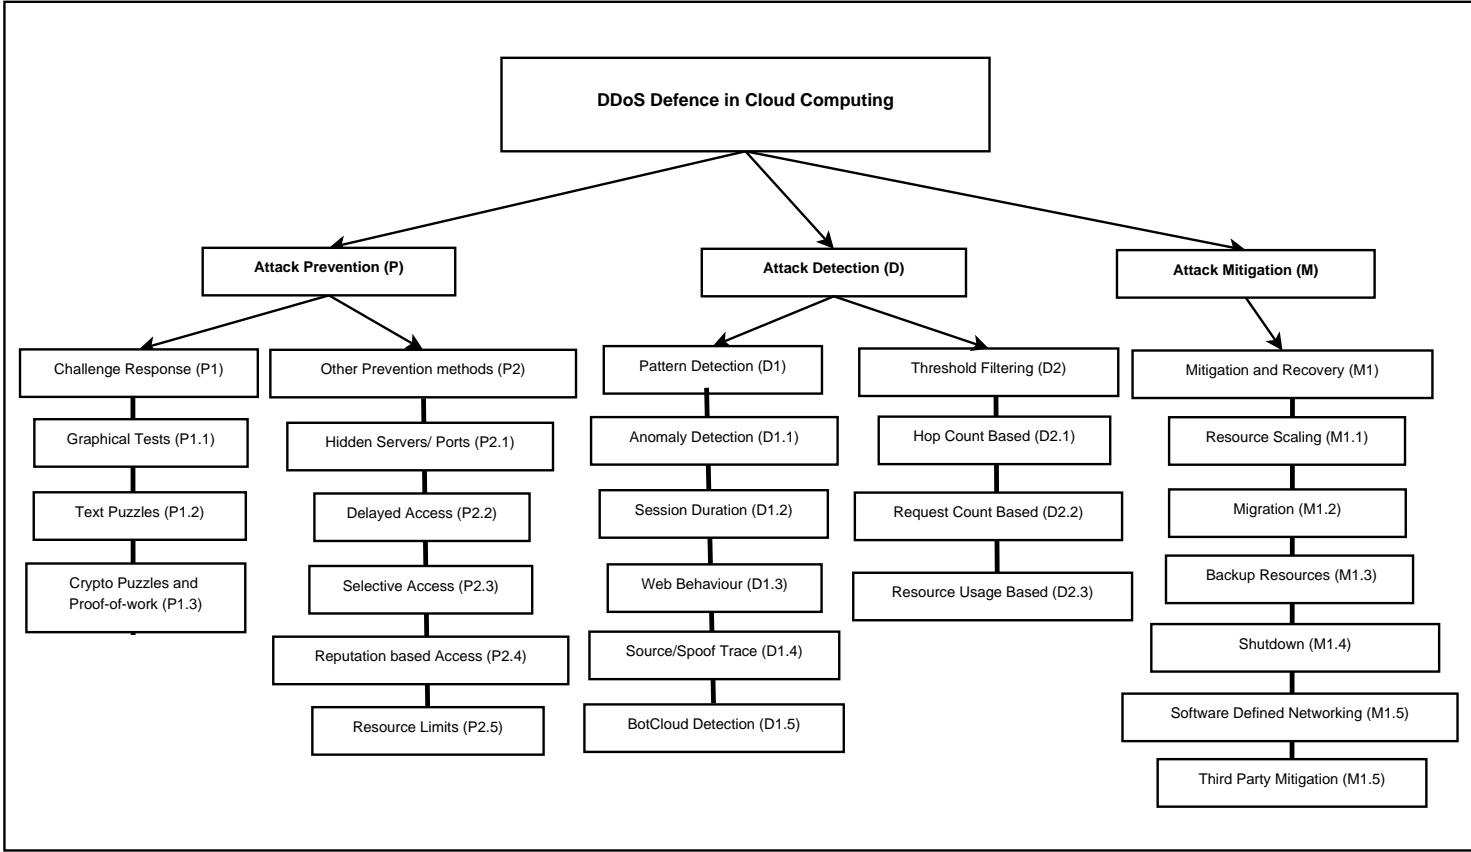 DDoS Defence in Cloud Computing
Attack Prevention (P)
Attack Detection (D)
Attack Mitigation (M)
Challenge Response (P1)
Graphical Tests (P1.1)
Text Puzzles (P1.2)
Crypto Puzzles and
Proof-of-work (P1.3)
Other Prevention methods (P2)
Hidden Servers/ Ports (P2.1)
Delayed Access (P2.2)
Selective Access (P2.3)
Reputation based Access (P2.4)
Resource Limits (P2.5)
Pattern Detection (D1)
Anomaly Detection (D1.1)
Session Duration (D1.2)
Web Behaviour (D1.3)
Source/Spoof Trace (D1.4)
BotCloud Detection (D1.5)
Threshold Filtering (D2)
Hop Count Based (D2.1)
Request Count Based (D2.2)
Resource Usage Based (D2.3)
Mitigation and Recovery (M1)
Resource Scaling (M1.1)
Migration (M1.2)
Backup Resources (M1.3)
Shutdown (M1.4)
Software Defined Networking (M1.5)
Third Party Mitigation (M1.5)